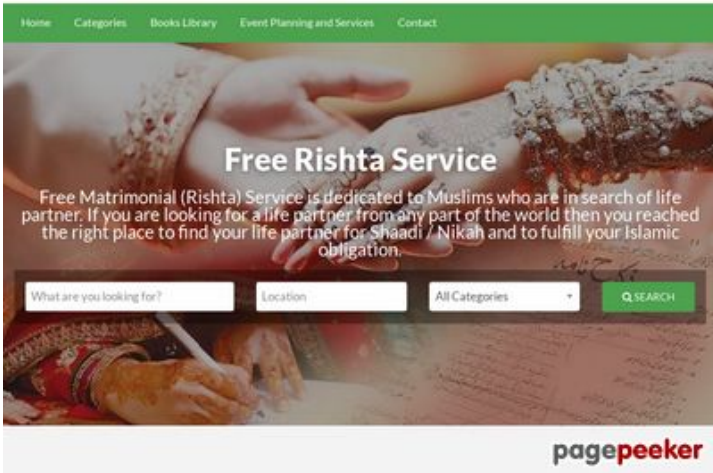 Home Categories Books Library Event Planning and Services Contact
Free Rishta Service
Free Matrimonial (Rishta) Service is dedicated to Muslims who are in search of life
partner. If you are looking for a life partner from any part of the world then you reached
the right place to find your life partner for Shaadi / Nikah and to fulfill your Islamic
obligation.
نکاح نامہ
What are you looking for? Location All Categories SEARCH
pagepeeker